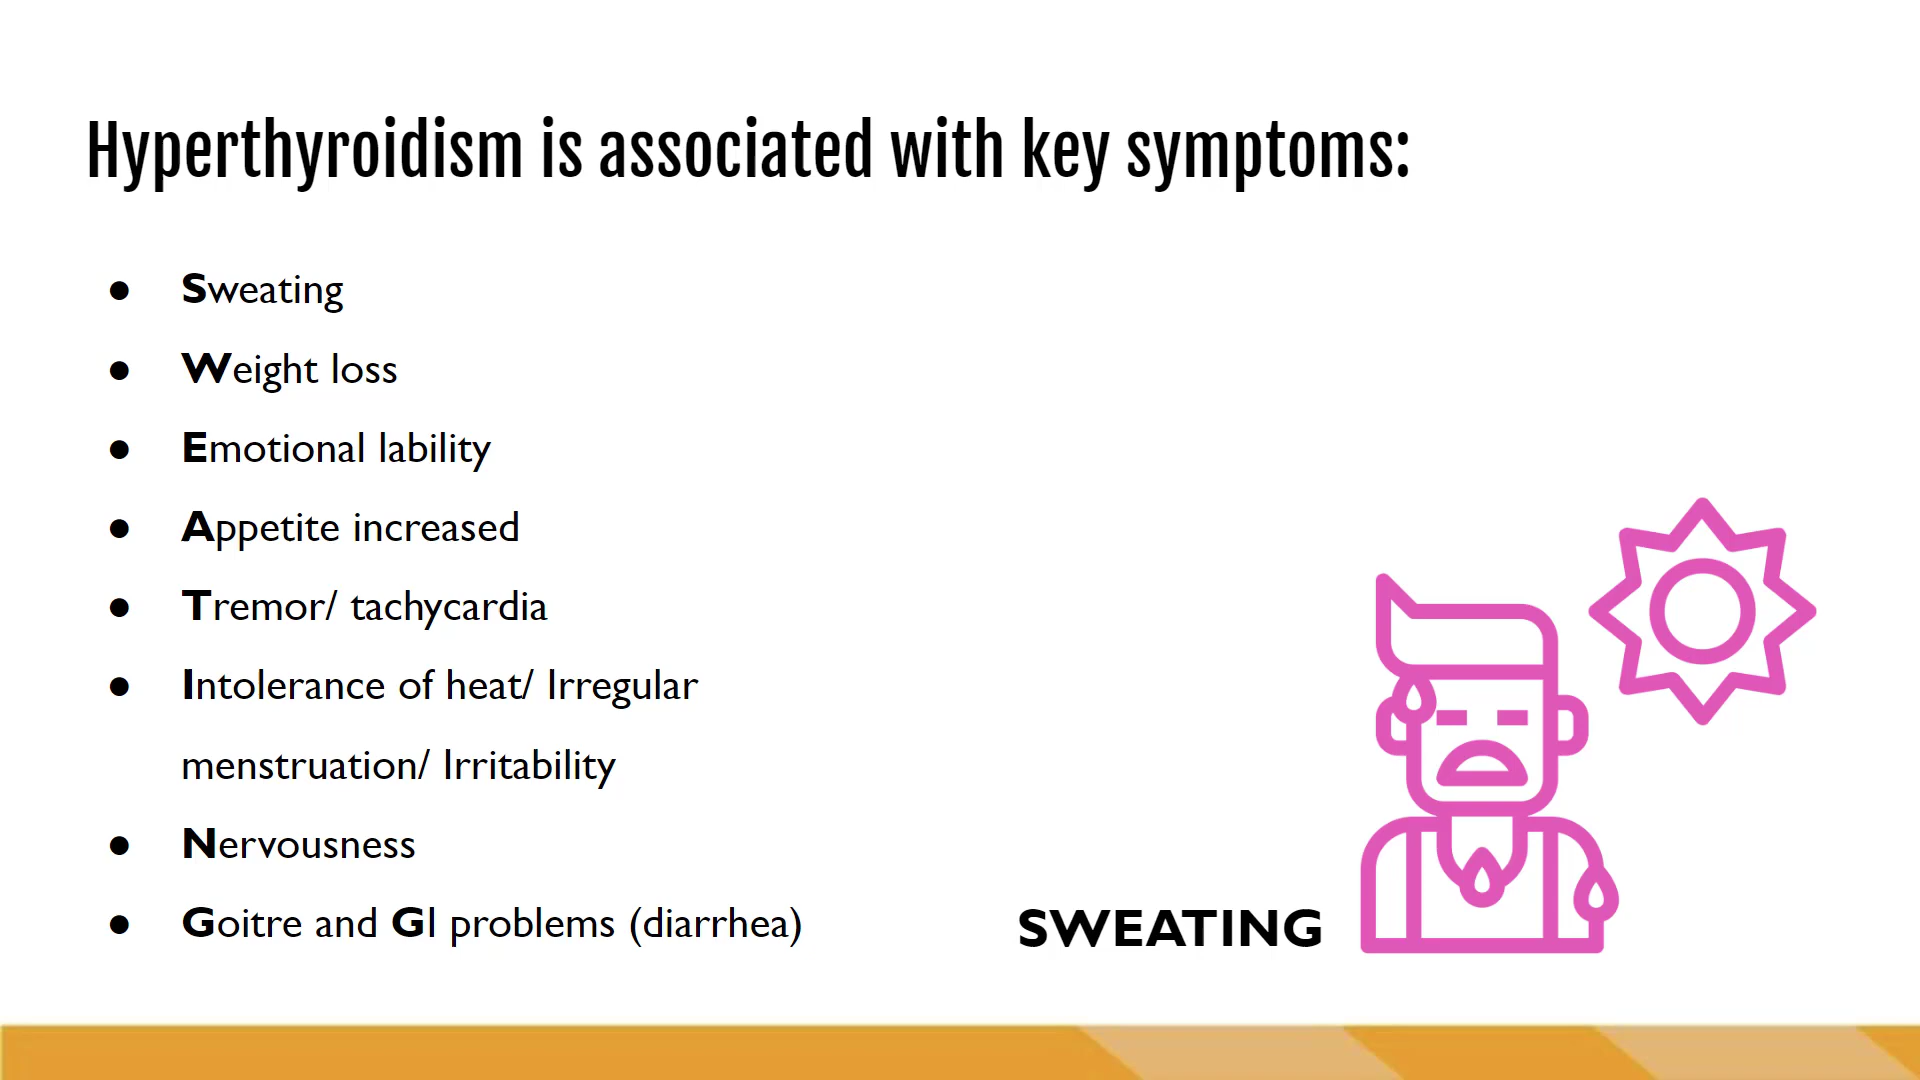 Hyperthyroidism is associated with key symptoms:
● Sweating
● Weight loss
● Emotional lability
● Appetite increased
● Tremor/ tachycardia
● Intolerance of heat/ Irregular
menstruation/ Irritability
● Nervousness
● Goitre and GI problems (diarrhea)
SWEATING